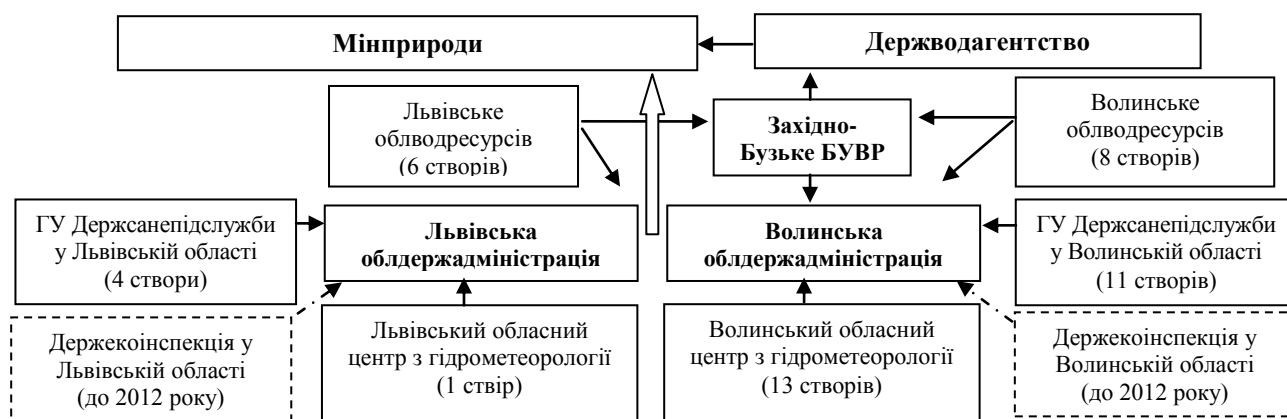 Мінприроди
Держводагентство
Львівське
облводресурсів
(6 створів)
Західно-
Бузьке БУВР
Волинське
облводресурсів
(8 створів)
ГУ Держсанепідслужби
у Львівській області
(4 створи)
Львівська
облдержадміністрація
Волинська
облдержадміністрація
ГУ Держсанепідслужби
у Волинській області
(11 створів)
Держекоінспекція у
Львівській області
(до 2012 року)
Львівський обласний
центр з гідрометеорології
(1 ствір)
Волинський обласний
центр з гідрометеорології
(13 створів)
Держекоінспекція у
Волинській області
(до 2012 року)